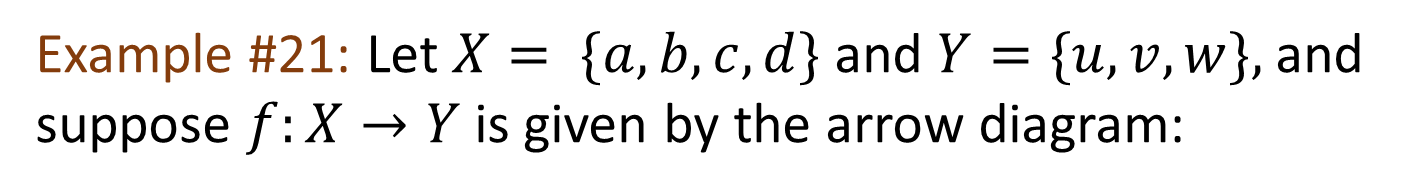 Example #21: Let X = {a, b, c, d} and Y = {u, v, w}, and
suppose f: X → Y is given by the arrow diagram: